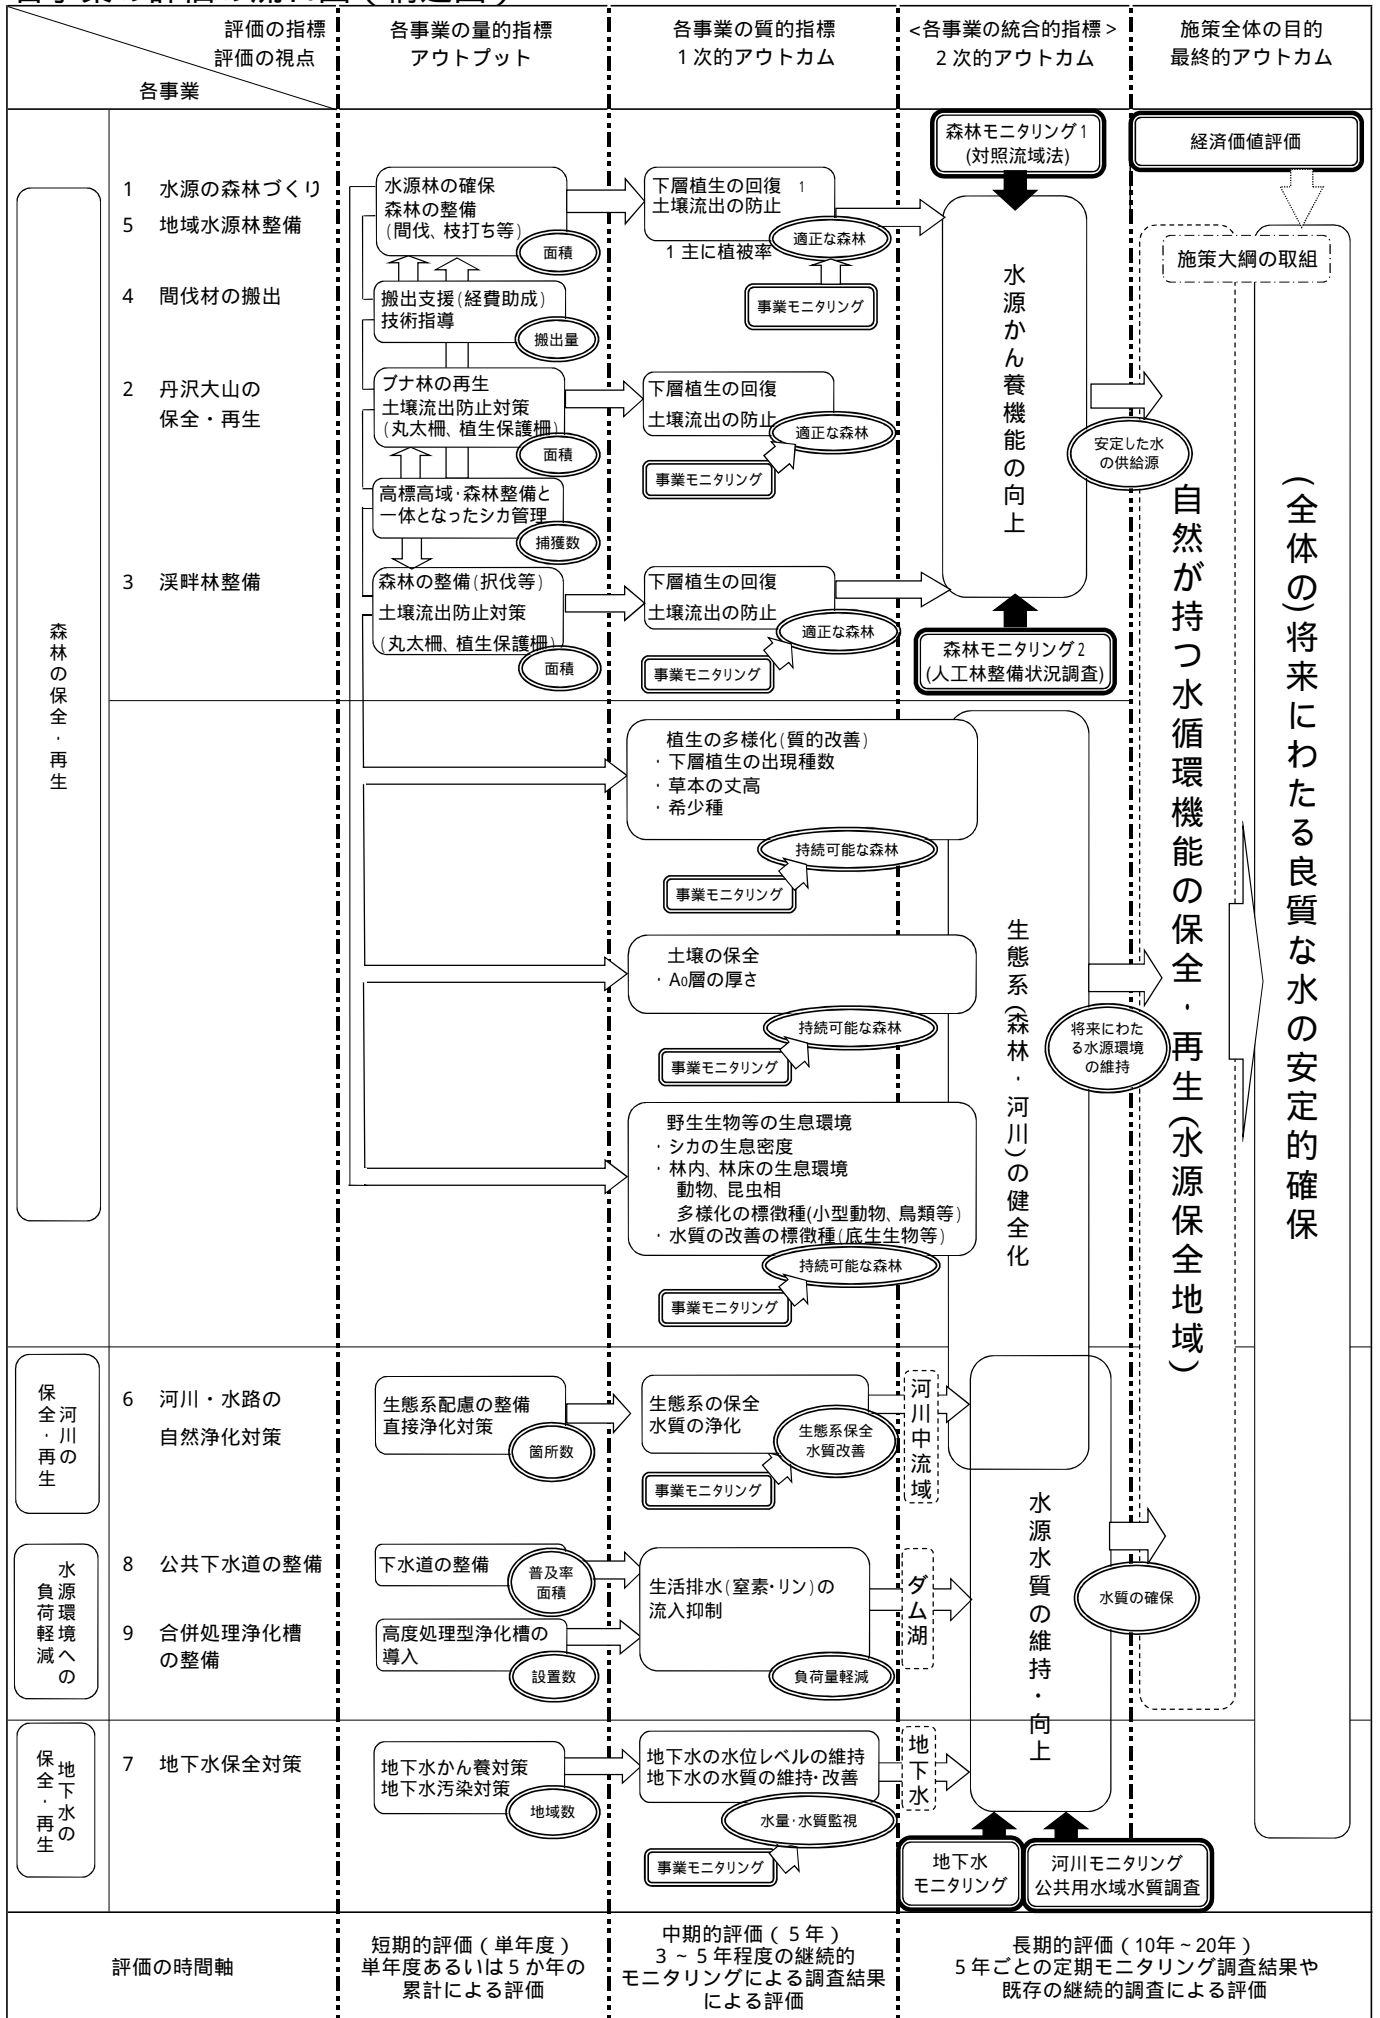 各事業の評価の流れ図(構造図)
評価の指標
評価の視点
各事業
各事業の量的指標
アウトプット
各事業の質的指標
1次的アウトカム
<各事業の統合的指標>
2次的アウトカム
施策全体の目的
最終的アウトカム
森林の保全・再生
1 水源の森林づくり
5 地域水源林整備
4 間伐材の搬出
2 丹沢大山の
保全・再生
3 渓畔林整備
水源林の確保
森林の整備
(間伐、枝打ち等)
面積
搬出支援(経費助成)
技術指導
搬出量
ブナ林の再生
土壌流出防止対策
(丸太柵、植生保護柵)
面積
高標高域・森林整備と
一体となったシカ管理
捕獲数
森林の整備(択伐等)
土壌流出防止対策
(丸太柵、植生保護柵)
面積
下層植生の回復 1
土壌流出の防止
適正な森林
1 主に植被率
事業モニタリング
下層植生の回復
土壌流出の防止
適正な森林
事業モニタリング
下層植生の回復
土壌流出の防止
適正な森林
事業モニタリング
植生の多様化(質的改善)
・下層植生の出現種数
・草本の丈高
・希少種
持続可能な森林
事業モニタリング
土壌の保全
・A0層の厚さ
持続可能な森林
事業モニタリング
野生生物等の生息環境
・シカの生息密度
・林内、林床の生息環境
動物、昆虫相
多様化の標徴種(小型動物、鳥類等)
・水質の改善の標徴種(底生生物等)
持続可能な森林
事業モニタリング
森林モニタリング1
(対照流域法)
水源かん養機能の向上
森林モニタリング2
(人工林整備状況調査)
生態系(森林・河川)の健全化
経済価値評価
施策大綱の取組
安定した水
の供給源
将来にわた
る水源環境
の維持
自然が持つ水循環機能の保全・再生(水源保全地域)
(全体の)将来にわたる良質な水の安定的確保
河川の
保全・再生
6 河川・水路の
自然浄化対策
生態系配慮の整備
直接浄化対策
箇所数
生態系の保全
水質の浄化
生態系保全
水質改善
事業モニタリング
河川中流域
水源環境への
負荷軽減
8 公共下水道の整備
9 合併処理浄化槽
の整備
下水道の整備
普及率
面積
高度処理型浄化槽の
導入
設置数
生活排水(窒素・リン)の
流入抑制
負荷量軽減
ダム湖
水源水質の維持・向上
水質の確保
地下水の
保全・再生
7 地下水保全対策
地下水かん養対策
地下水汚染対策
地域数
地下水の水位レベルの維持
地下水の水質の維持・改善
水量・水質監視
事業モニタリング
地下水
地下水
モニタリング
河川モニタリング
公共用水域水質調査
評価の時間軸
短期的評価(単年度)
単年度あるいは5か年の
累計による評価
中期的評価(5年)
3~5年程度の継続的
モニタリングによる調査結果
による評価
長期的評価(10年~20年)
5年ごとの定期モニタリング調査結果や
既存の継続的調査による評価